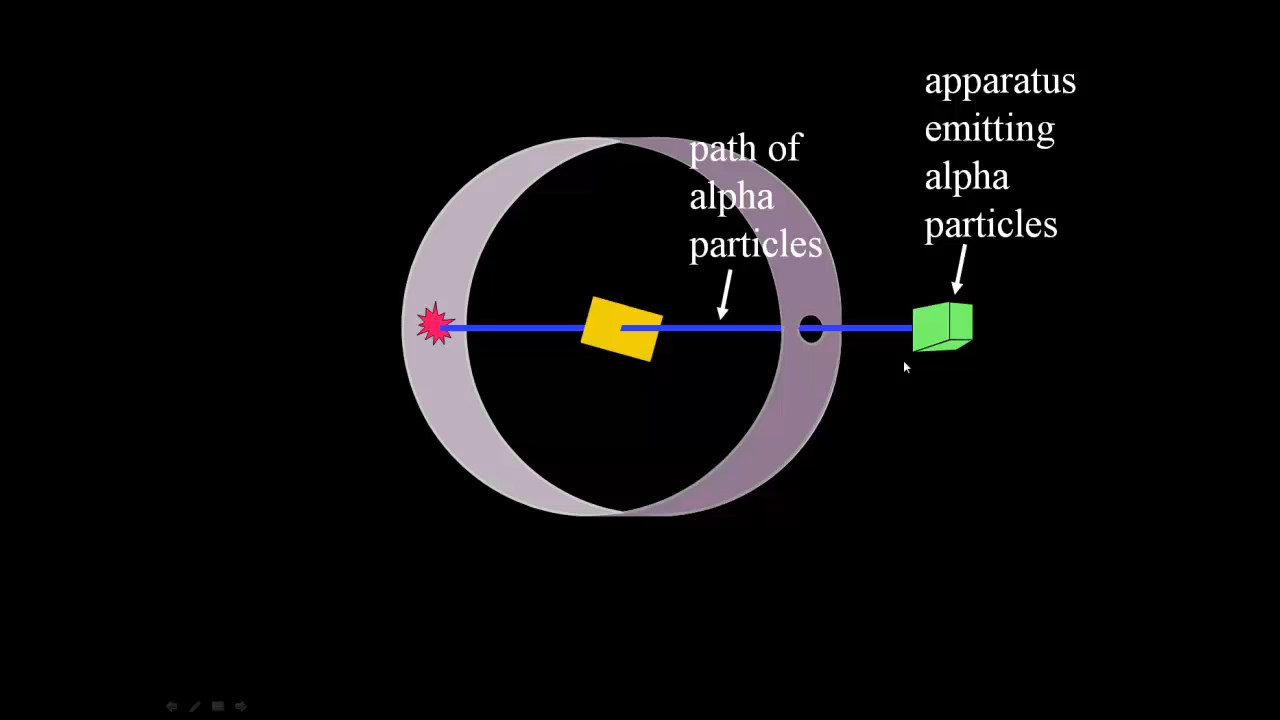 path of
alpha
particles
apparatus
emitting
alpha
particles